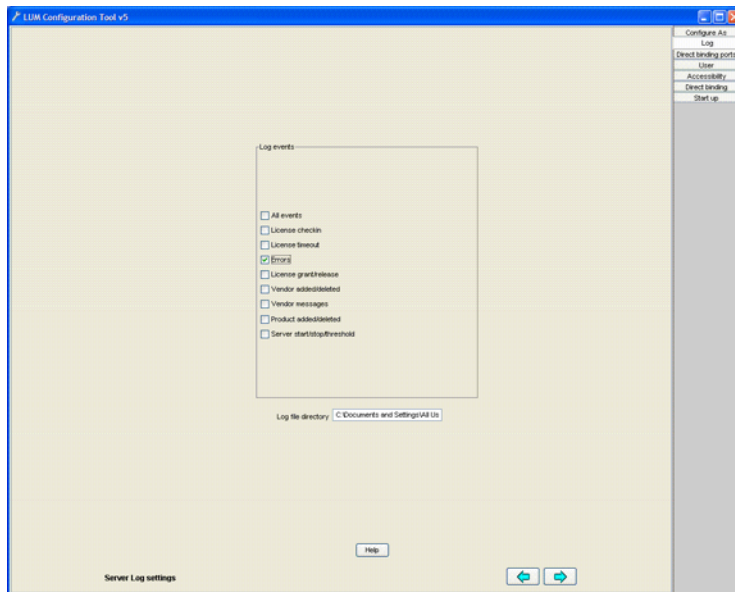 LUM Configuration Tool v5
Configure As
Log
Direct binding ports
User
Accessibility
Direct binding
Start up
Log events
All events
License checkin
License timeout
Errors
License grant/release
Vendor added/deleted
Vendor messages
Product added/deleted
Server start/stop/threshold
Log file directory C:\Documents and Settings\All Us
Help
Server Log settings